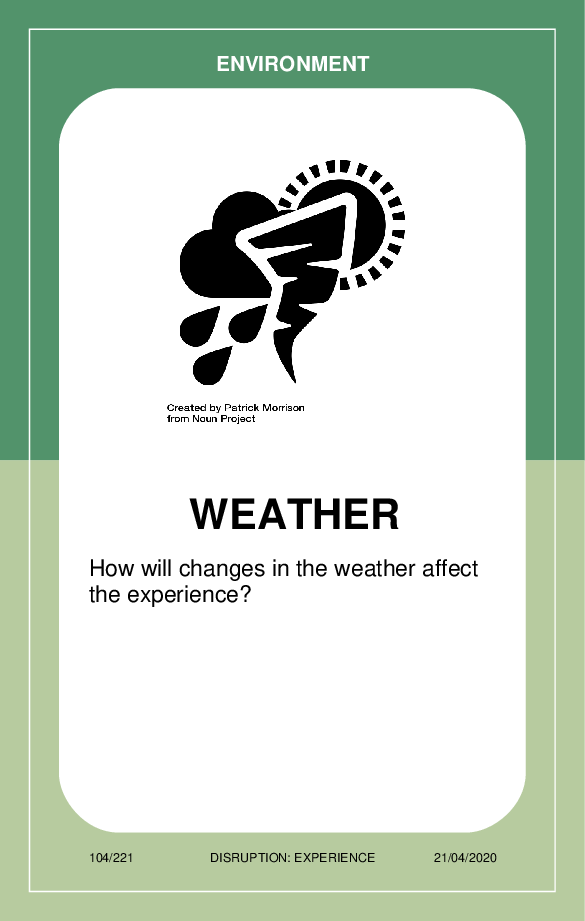 ENVIRONMENT
Created by Patrick Morrison
from Noun Project
WEATHER
How will changes in the weather affect
the experience?
104/221 DISRUPTION: EXPERIENCE 21/04/2020